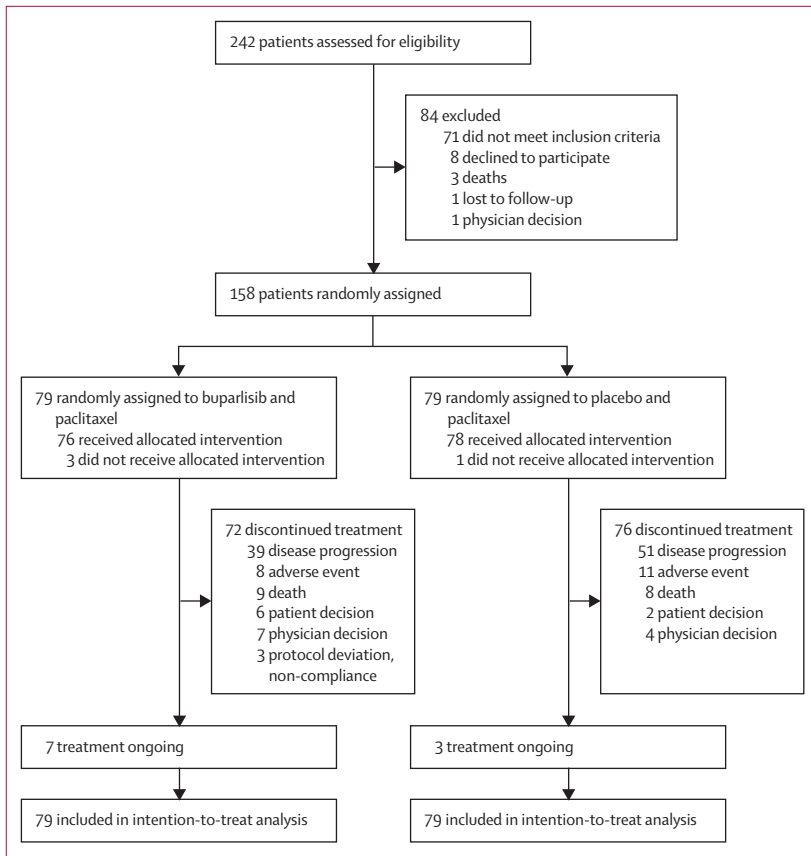 242 patients assessed for eligibility
84 excluded
71 did not meet inclusion criteria
8 declined to participate
3 deaths
1 lost to follow-up
1 physician decision
158 patients randomly assigned
79 randomly assigned to buparlisib and
paclitaxel
76 received allocated intervention
3 did not receive allocated intervention
79 randomly assigned to placebo and
paclitaxel
78 received allocated intervention
1 did not receive allocated intervention
72 discontinued treatment
39 disease progression
8 adverse event
9 death
6 patient decision
7 physician decision
3 protocol deviation,
non-compliance
76 discontinued treatment
51 disease progression
11 adverse event
8 death
2 patient decision
4 physician decision
7 treatment ongoing
3 treatment ongoing
79 included in intention-to-treat analysis
79 included in intention-to-treat analysis